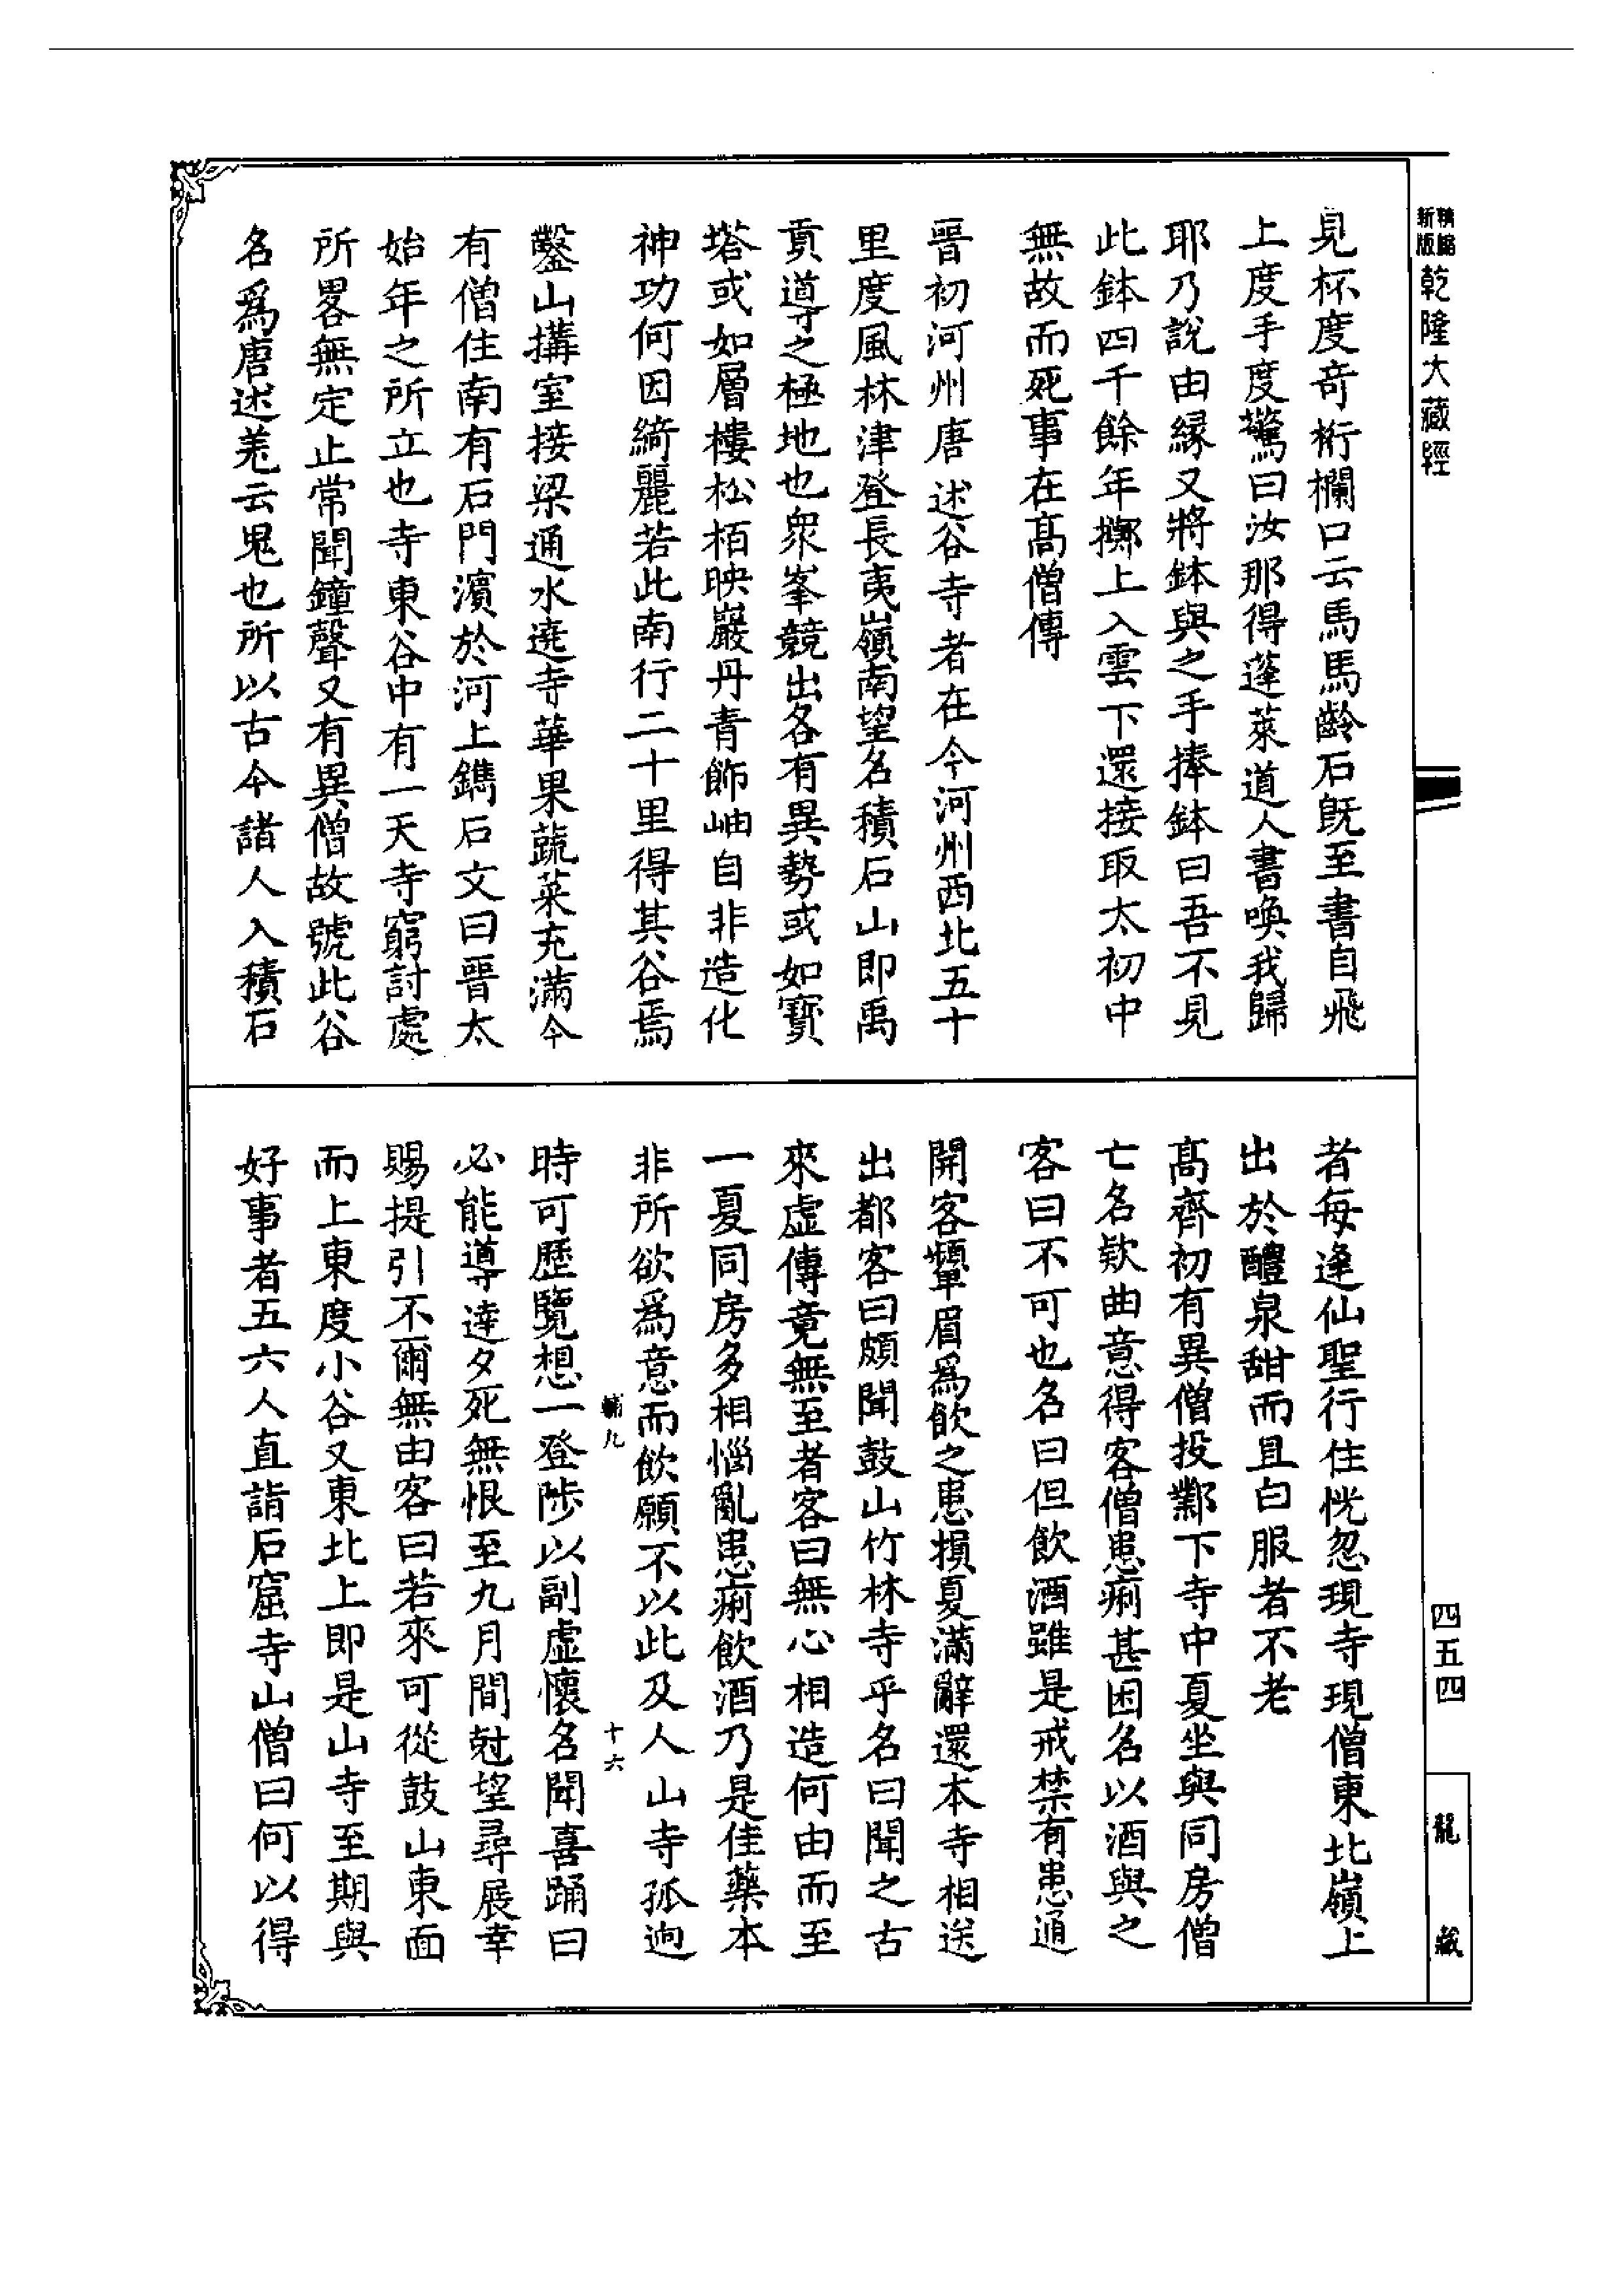 新版精縮乾隆大藏經
見杯度奇桁欄口云馬馬齡石旣至書自飛
上度手度驚曰汝那得蓬萊道人書喚我歸
耶乃說由緣又將鉢與之手捧鉢曰吾不見
此鉢四千餘年擲上入雲下還接取太初中
無故而死事在高僧傳
晉初河州唐述谷寺者在今河州西北五十
里度風林津登長夷嶺南望名積石山即禹
貢導之極地也衆峯競出各有異勢或如寶
塔或如層樓松栢映巖丹青飾岫自非造化
神功何因綺麗若此南行二十里得其谷焉
鑿山搆室接梁通水遶寺華果蔬菜充滿今
有僧住南有石門濱於河上鐫石文曰晉太
始年之所立也寺東谷中有一天寺窮討處
所畧無定止常聞鐘聲又有異僧故號此谷
名爲唐述羌云鬼也所以古今諸人入積石
者每逢仙聖行住恍忽現寺現僧東北嶺上
出於醴泉甜而且白服者不老
高齊初有異僧投鄴下寺中夏坐與同房僧
亡名欵曲意得客僧患痢甚困名以酒與之
客曰不可也名曰但飲酒雖是戒禁有患通
開客顰眉爲飮之患損夏滿辭還本寺相送
出都客曰頗聞鼓山竹林寺乎名曰聞之古
來虛傳竟無至者客曰無心相造何由而至
一夏同房多相惱亂患痢飲酒乃是佳藥本
非所欲爲意而飮願不以此及人山寺孤逈
輔九 十六
時可歷覽想一登陟以副虛懷名聞喜踊曰
必能導達夕死無恨至九月間尅望尋展幸
賜提引不爾無由客曰若來可從鼓山東面
而上東度小谷又東北上即是山寺至期與
好事者五六人直詣石窟寺山僧曰何以得
四五四
龍藏